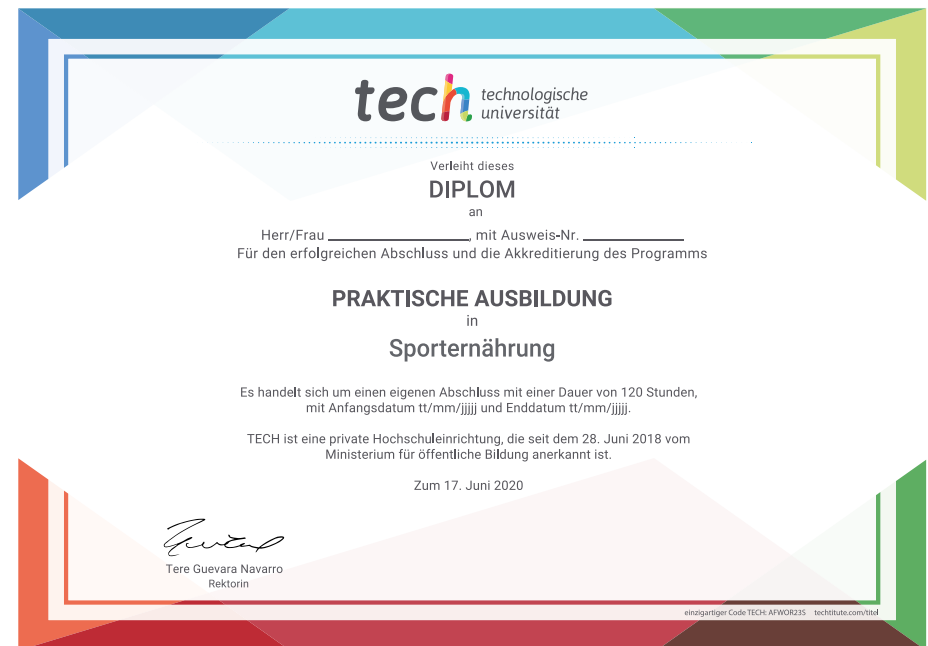 tech technologische
universität
Verleiht dieses
DIPLOM
an
Herr/Frau ____________, mit Ausweis-Nr. ____________
Für den erfolgreichen Abschluss und die Akkreditierung des Programms
PRAKTISCHE AUSBILDUNG
in
Sporternährung
Es handelt sich um einen eigenen Abschluss mit einer Dauer von 120 Stunden,
mit Anfangsdatum tt/mm/jjjjj und Enddatum tt/mm/jjjjj.
TECH ist eine private Hochschuleinrichtung, die seit dem 28. Juni 2018 vom
Ministerium für öffentliche Bildung anerkannt ist.
Zum 17. Juni 2020
Tere Guevara Navarro
Rektorin
einzigartiger Code TECH: AFWOR23S techtitute.com/titel